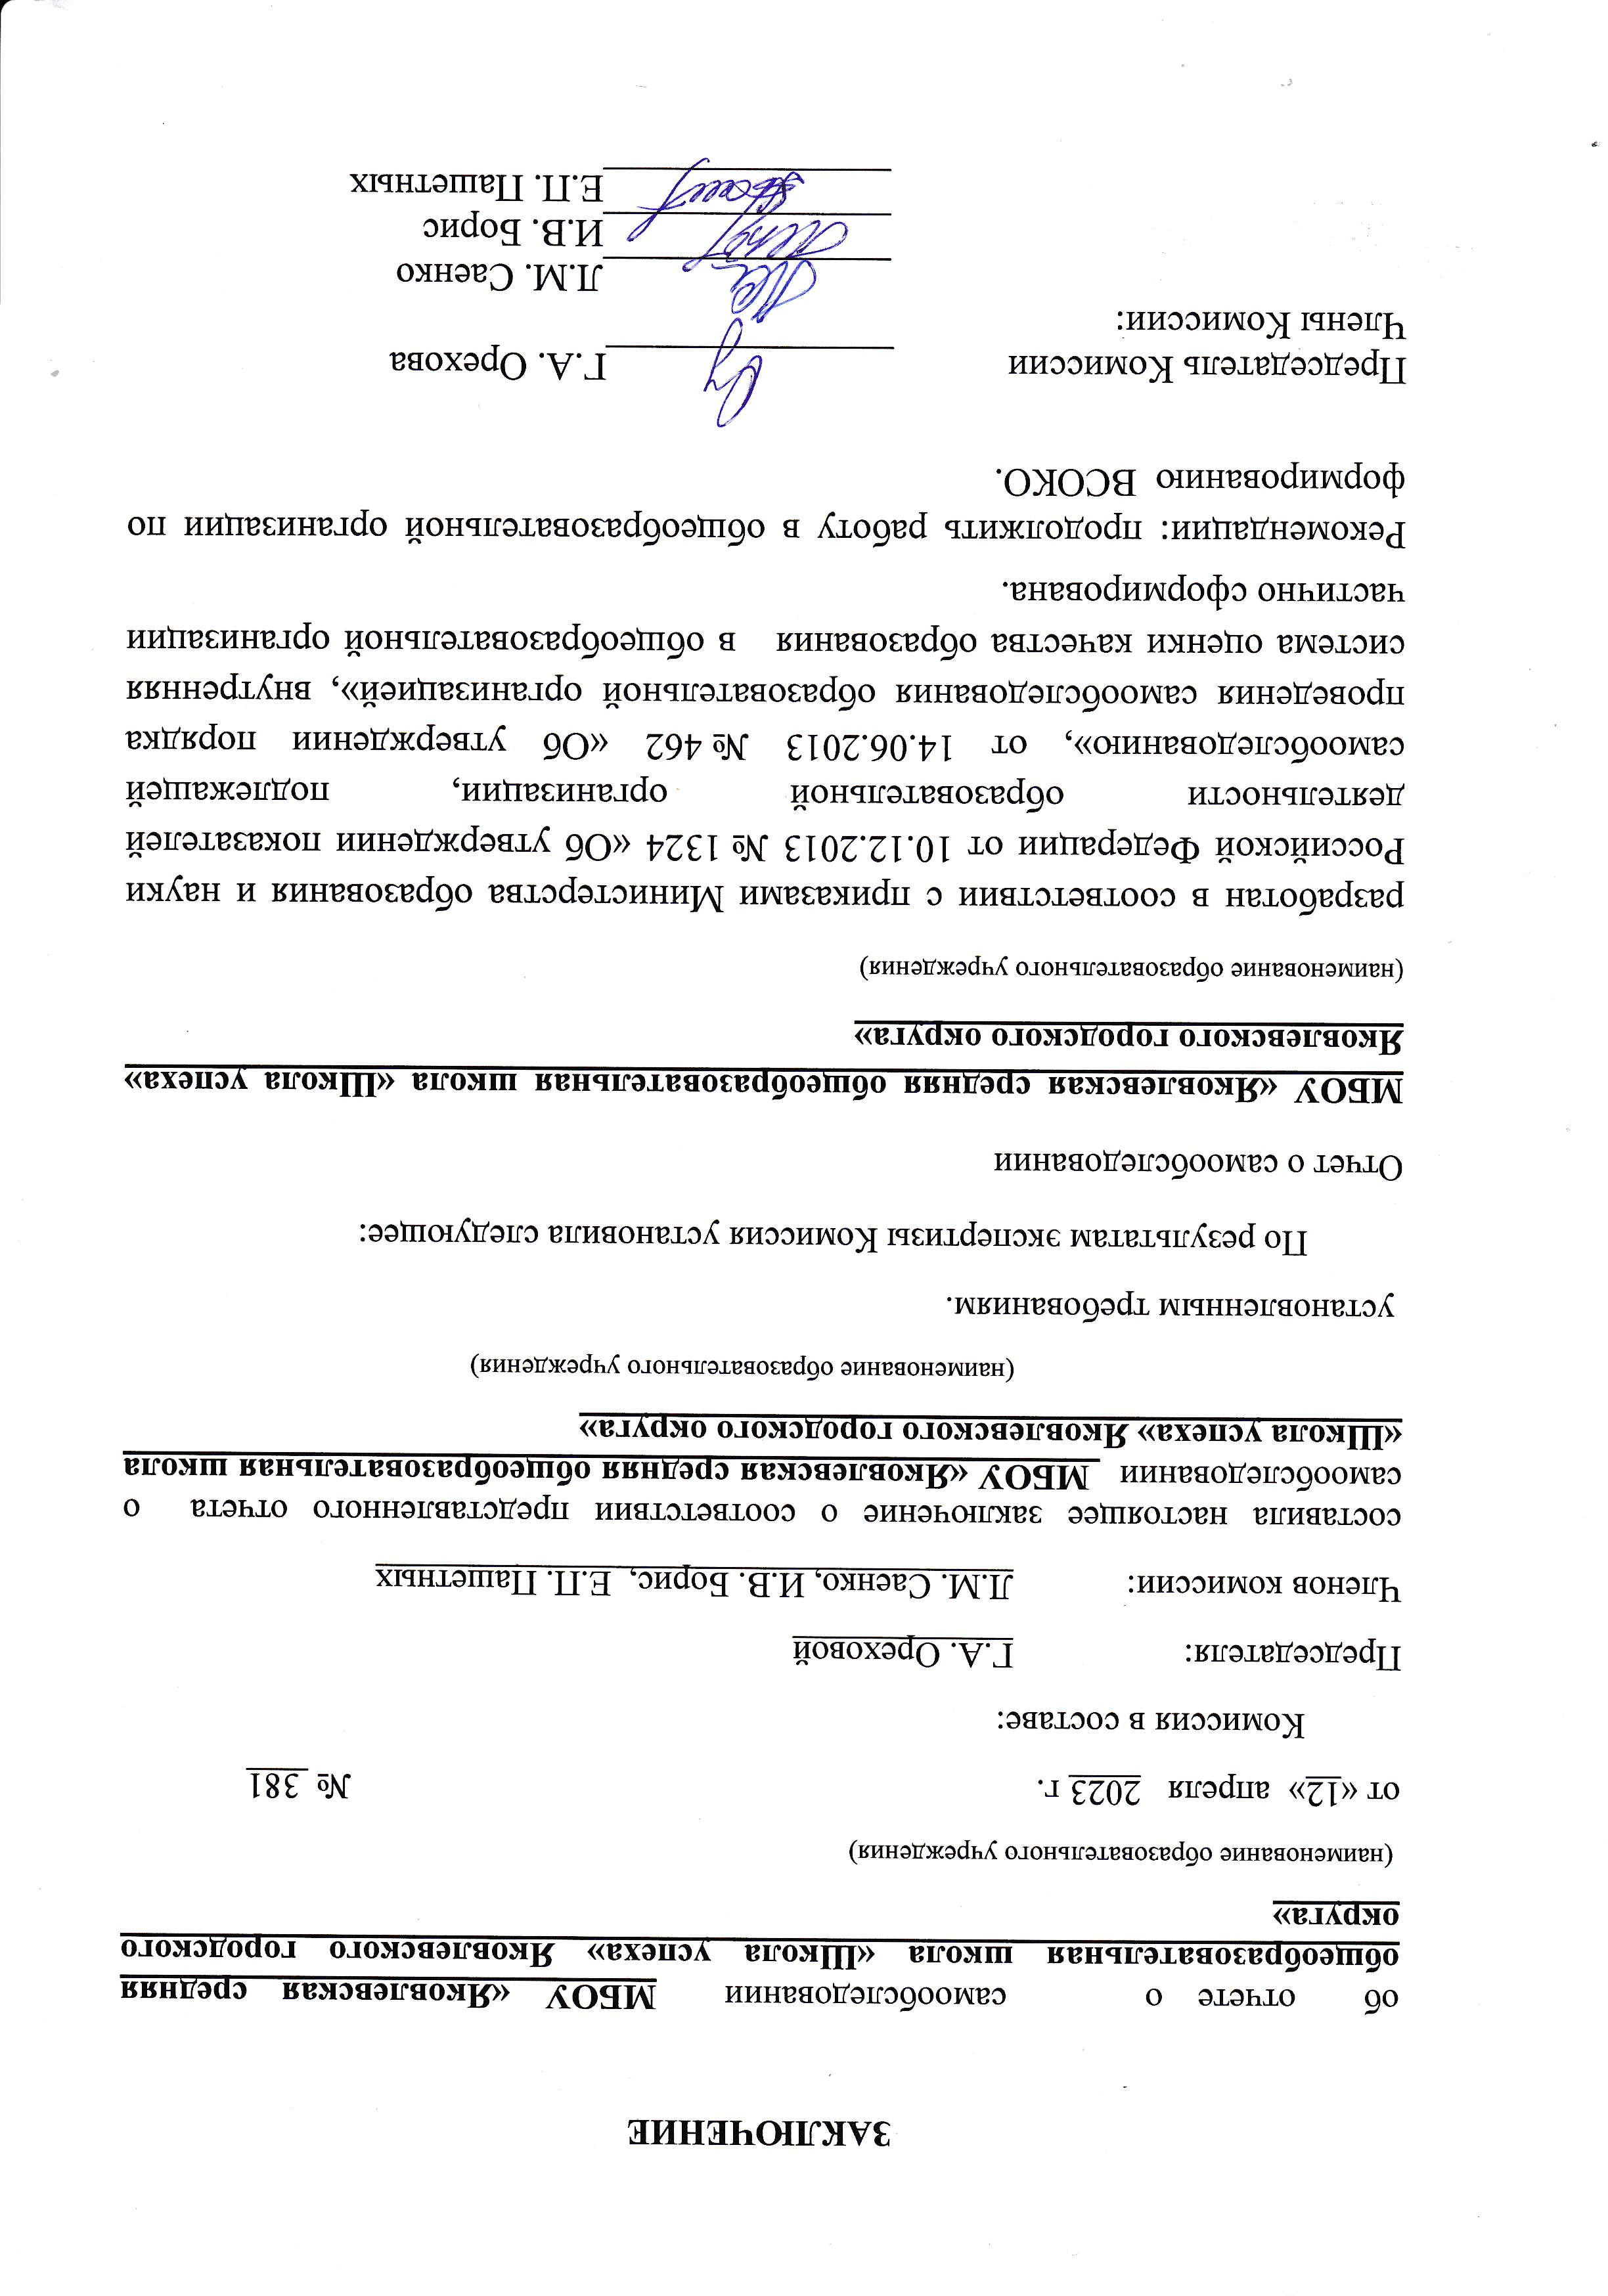 ЗАКЛЮЧЕНИЕ
об отчете о самообследовании МБОУ «Яковлевская средняя
общеобразовательная школа «Школа успеха» Яковлевского городского
округа»
(наименование образовательного учреждения)
от «12» апреля 2023 г. № 381
Комиссия в составе:
Председателя: Г.А. Ореховой
Членов комиссии: Л.М. Саенко, И.В. Борис, Е.П. Пашетных
составила настоящее заключение о соответствии представленного отчета о
самообследовании МБОУ «Яковлевская средняя общеобразовательная школа
«Школа успеха» Яковлевского городского округа»
(наименование образовательного учреждения)
установленным требованиям.
По результатам экспертизы Комиссия установила следующее:
Отчет о самообследовании
МБОУ «Яковлевская средняя общеобразовательная школа «Школа успеха»
Яковлевского городского округа»
(наименование образовательного учреждения)
разработан в соответствии с приказами Министерства образования и науки
Российской Федерации от 10.12.2013 № 1324 «Об утверждении показателей
деятельности образовательной организации, подлежащей
самообследованию», от 14.06.2013 № 462 «Об утверждении порядка
проведения самообследования образовательной организацией», внутренняя
система оценки качества образования в общеобразовательной организации
частично сформирована.
Рекомендации: продолжить работу в общеобразовательной организации по
формированию ВСОКО.
Председатель Комиссии Г.А. Орехова
Члены Комиссии:
Л.М. Саенко
И.В. Борис
Е.П. Пашетных